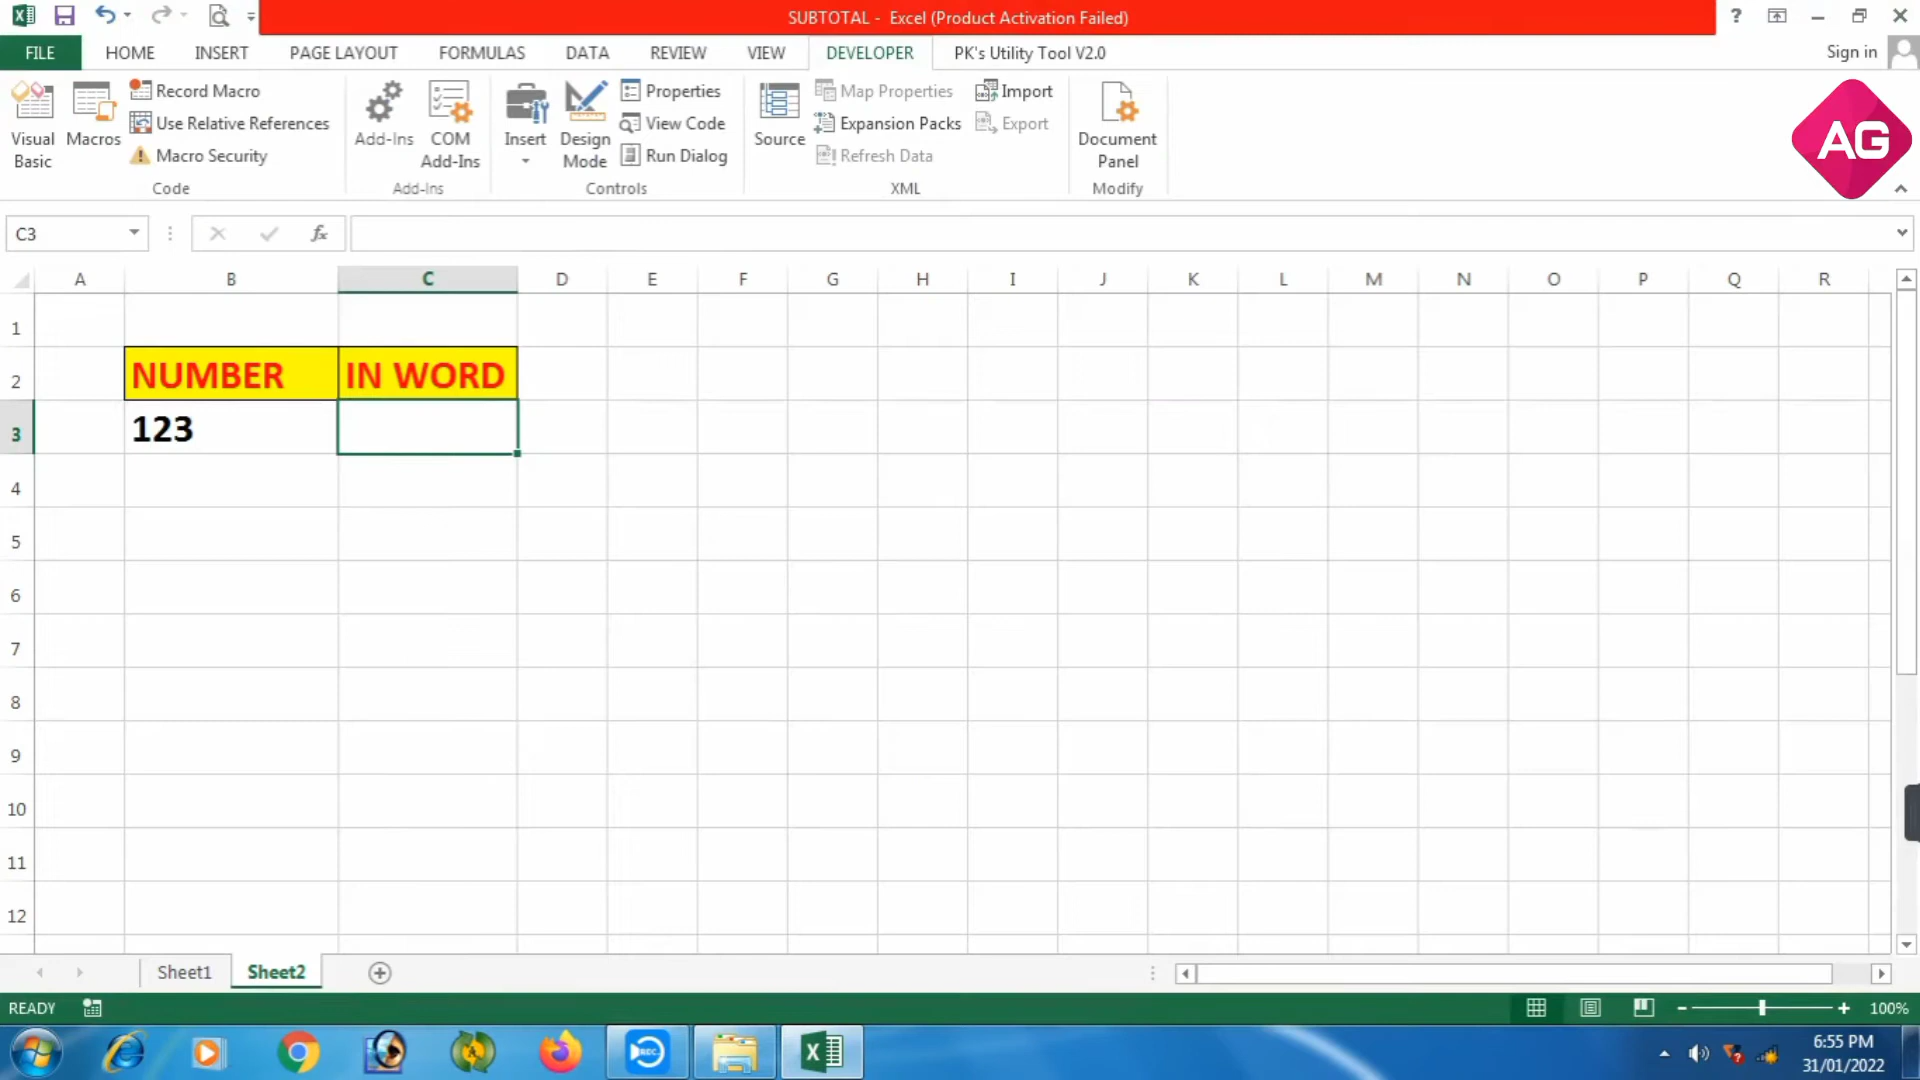 SUBTOTAL - Excel (Product Activation Failed)
?
FILE HOME INSERT PAGE LAYOUT FORMULAS DATA REVIEW VIEW DEVELOPER PK's Utility Tool V2.0 Sign in
Visual Basic
Macros
Record Macro
Use Relative References
Macro Security
Code
Add-Ins
COM Add-Ins
Add-Ins
Insert
Design Mode
Properties
View Code
Run Dialog
Controls
Source
Map Properties
Expansion Packs
Refresh Data
Import
Export
XML
Document Panel
Modify
AG
C3 fx
A B C D E F G H I J K L M N O P Q R
1
2 NUMBER IN WORD
3 123
4
5
6
7
8
9
10
11
12
Sheet1 Sheet2
READY 100%
REC
6:55 PM
31/01/2022